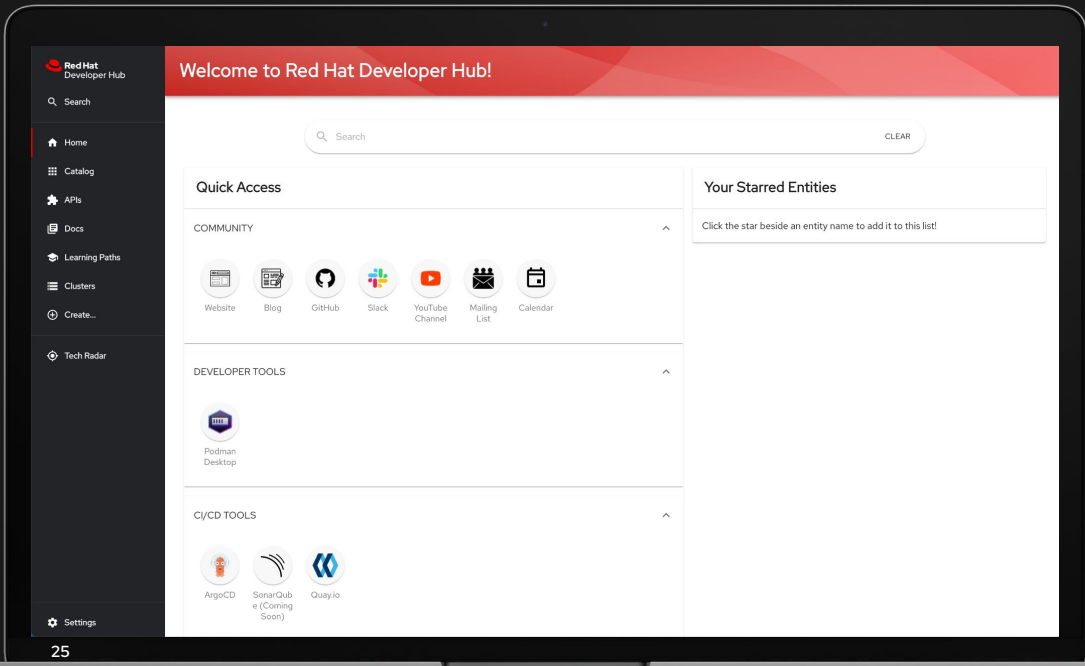 Red Hat
Developer Hub
Search
Home
Catalog
APIs
Docs
Learning Paths
Clusters
Create...
Tech Radar
Settings
Welcome to Red Hat Developer Hub!
Search
CLEAR
Quick Access
COMMUNITY
Website
Blog
GitHub
Slack
YouTube
Channel
Mailing
List
Calendar
DEVELOPER TOOLS
Podman
Desktop
CI/CD TOOLS
ArgoCD
SonarQub
e (Coming
Soon)
Quay.io
Your Starred Entities
Click the star beside an entity name to add it to this list!
25